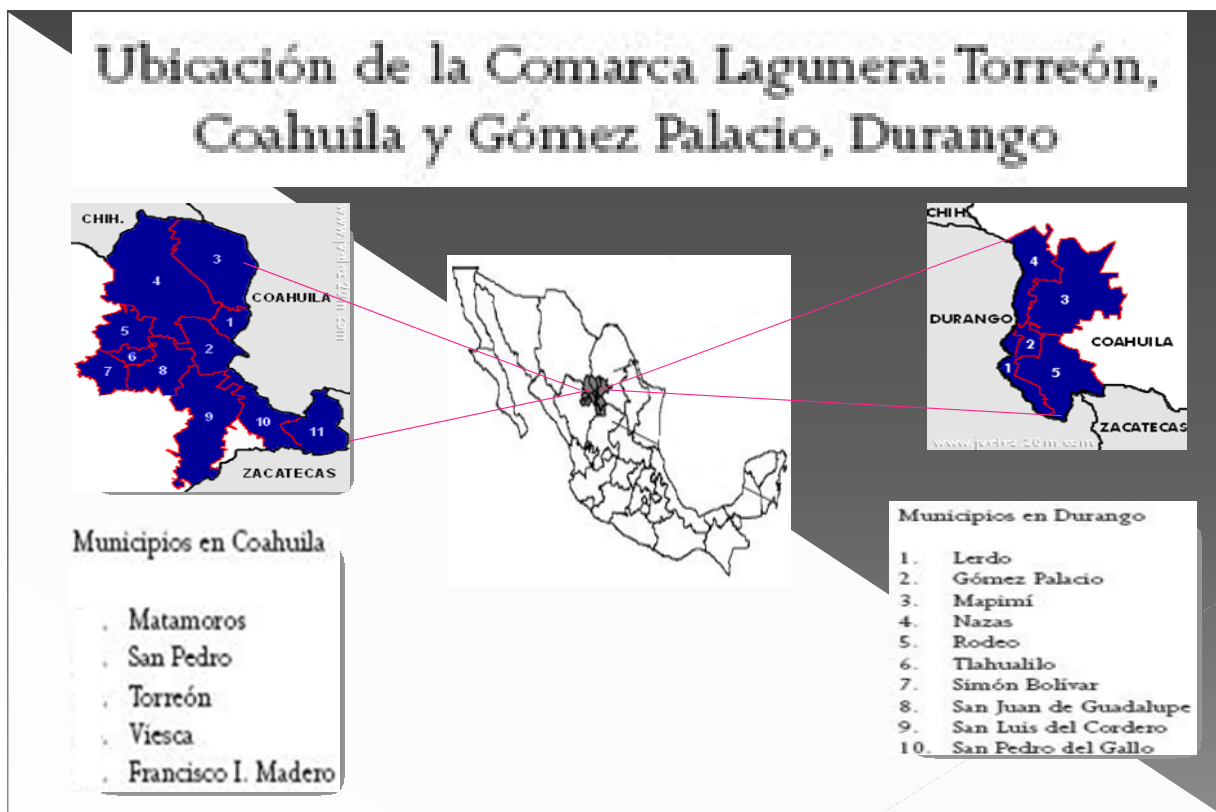 Ubicación de la Comarca Lagunera: Torreón,
Coahuila y Gómez Palacio, Durango
CHIH.
3
4
COAHUILA
1
5
2
6
7
8
9
10
11
ZACATECAS
CHIH.
4
3
DURANGO
2
COAHUILA
1
5
ZACATECAS
Municipios en Coahuila
. Matamoros
. San Pedro
. Torreón
. Viesca
. Francisco I. Madero
Municipios en Durango
1. Lerdo
2. Gómez Palacio
3. Mapimí
4. Nazas
5. Rodeo
6. Tlahualilo
7. Simón Bolívar
8. San Juan de Guadalupe
9. San Luis del Cordero
10. San Pedro del Gallo